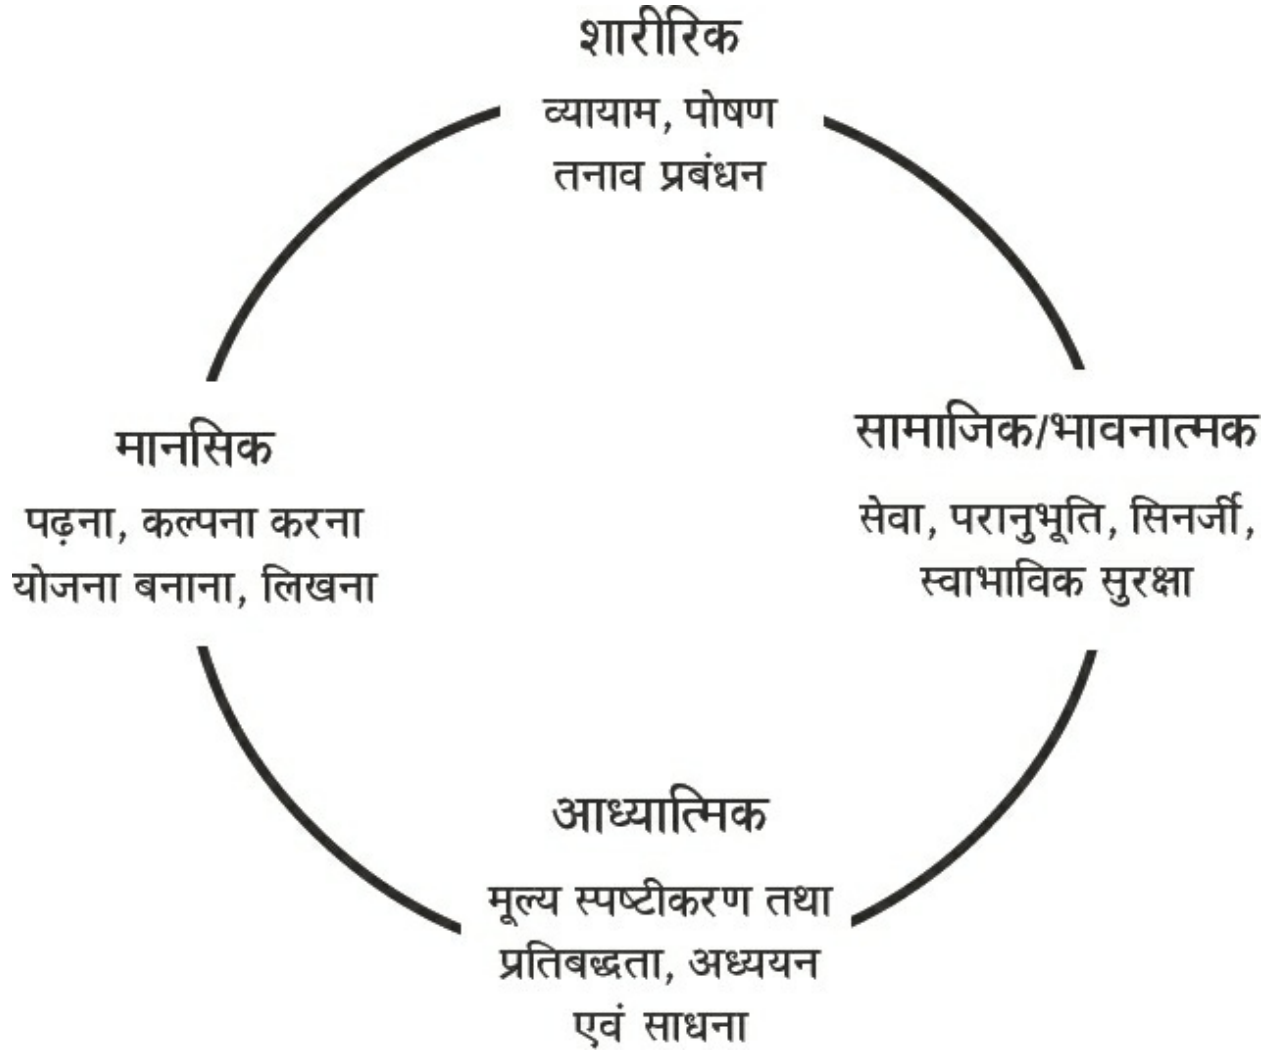 शारीरिक
व्यायाम, पोषण
तनाव प्रबंधन
मानसिक
पढ़ना, कल्पना करना
योजना बनाना, लिखना
सामाजिक/भावनात्मक
सेवा, परानुभूति, सिनर्जी,
स्वाभाविक सुरक्षा
आध्यात्मिक
मूल्य स्पष्टीकरण तथा
प्रतिबद्धता, अध्ययन
एवं साधना